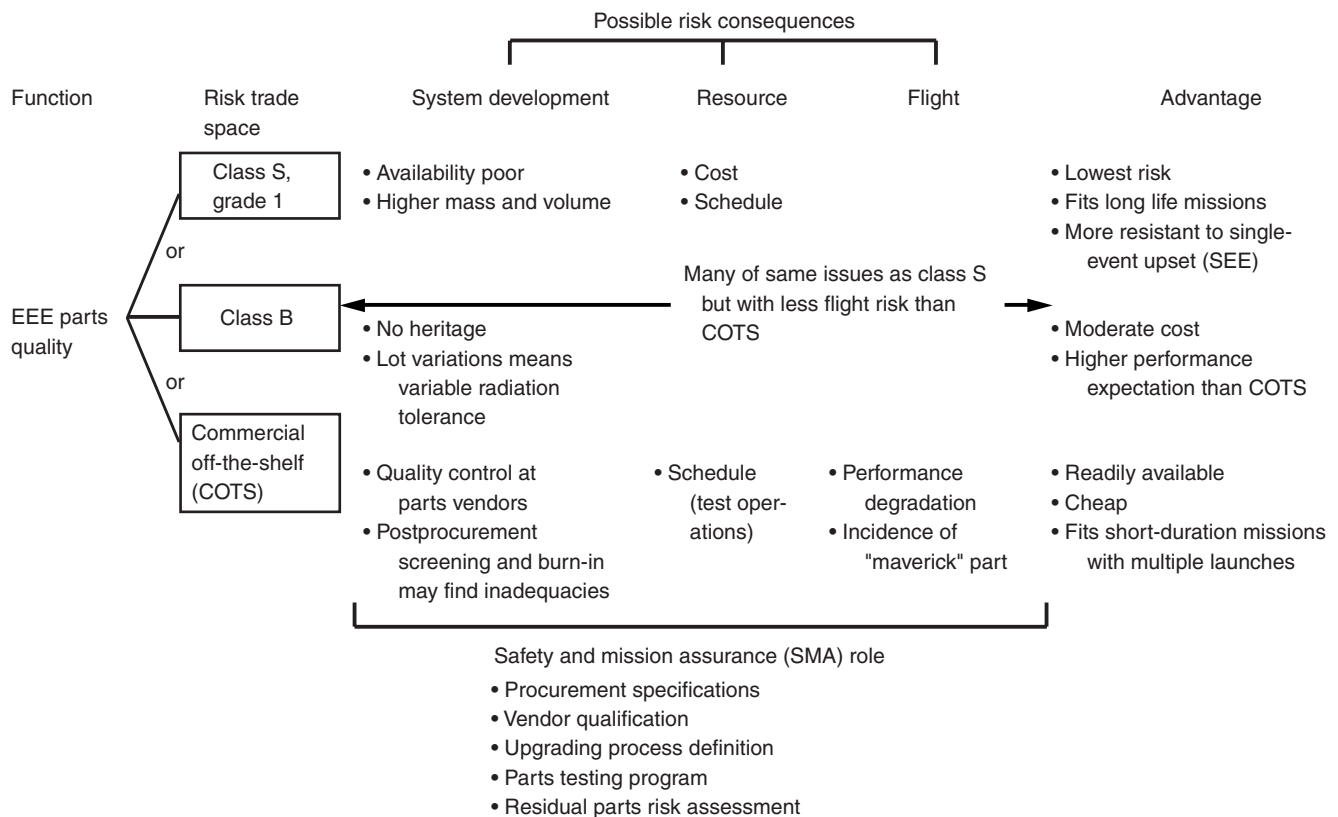 Possible risk consequences
Function
Risk trade
space
System development
Resource
Flight
Advantage
Class S,
grade 1
• Availability poor
• Higher mass and volume
• Cost
• Schedule
• Lowest risk
• Fits long life missions
• More resistant to single-
event upset (SEE)
or
EEE parts
quality
Class B
Many of same issues as class S
but with less flight risk than
COTS
• No heritage
• Lot variations means
variable radiation
tolerance
• Moderate cost
• Higher performance
expectation than COTS
or
Commercial
off-the-shelf
(COTS)
• Quality control at
parts vendors
• Postprocurement
screening and burn-in
may find inadequacies
• Schedule
(test oper-
ations)
• Performance
degradation
• Incidence of
"maverick" part
• Readily available
• Cheap
• Fits short-duration missions
with multiple launches
Safety and mission assurance (SMA) role
• Procurement specifications
• Vendor qualification
• Upgrading process definition
• Parts testing program
• Residual parts risk assessment